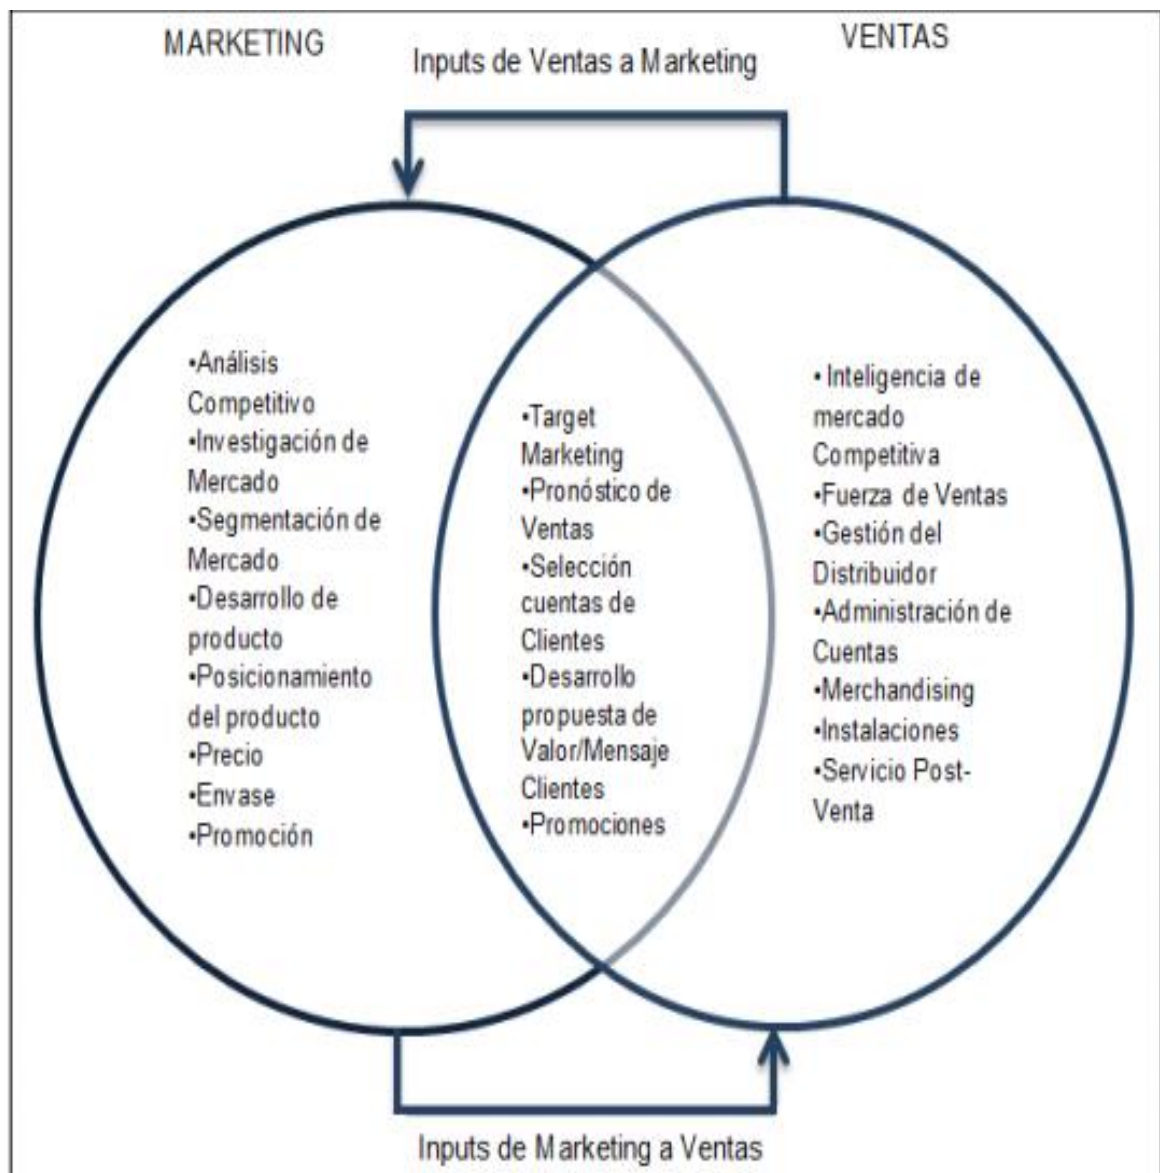 MARKETING
VENTAS
Inputs de Ventas a Marketing
•Análisis
Competitivo
•Investigación de
Mercado
•Segmentación de
Mercado
•Desarrollo de
producto
•Posicionamiento
del producto
•Precio
•Envase
•Promoción
•Target
Marketing
•Pronóstico de
Ventas
•Selección
cuentas de
Clientes
•Desarrollo
propuesta de
Valor/Mensaje
Clientes
•Promociones
• Inteligencia de
mercado
Competitiva
•Fuerza de Ventas
•Gestión del
Distribuidor
•Administración de
Cuentas
•Merchandising
•Instalaciones
•Servicio Post-
Venta
Inputs de Marketing a Ventas